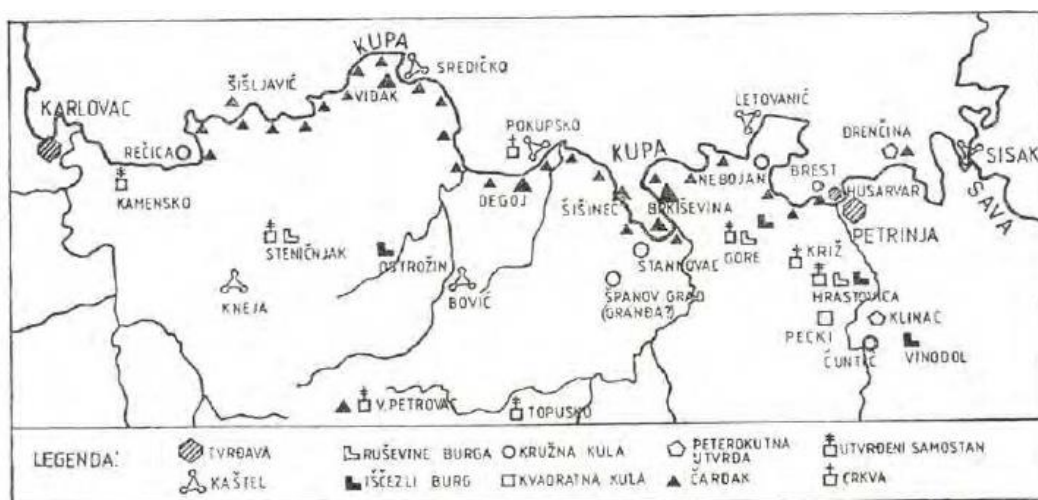 KUPA
SREDIČKO
ŠIŠLJAVIĆ
VIDAK
KARLOVAC
LETOVANIĆ
POKUPSKO
KUPA
DRENČINA
REČICA
SISAK
NEBOJAN
BREST
KAMENSKO
DEGOJ
HUSARVAR
ŠIŠINEC
BRKIŠEVINA
SAVA
PETRINJA
STENIČNJAK
OSTROŽIN
GORE
KRIŽ
STANKOVAC
KNEJA
BOVIĆ
ŠPANOV GRAD
(GRANĐA?)
HRASTOVICA
PECKI
KLINAC
ČUNTIĆ
VINODOL
V. PETROVAC
TOPUSKO
LEGENDA:
TVRĐAVA
RUŠEVINE BURGA
KRUŽNA KULA
PETEROKUTNA
UTVRDA
UTVRĐENI SAMOSTAN
KAŠTEL
IŠČEZLI BURG
KVADRATNA KULA
ČARDAK
CRKVA